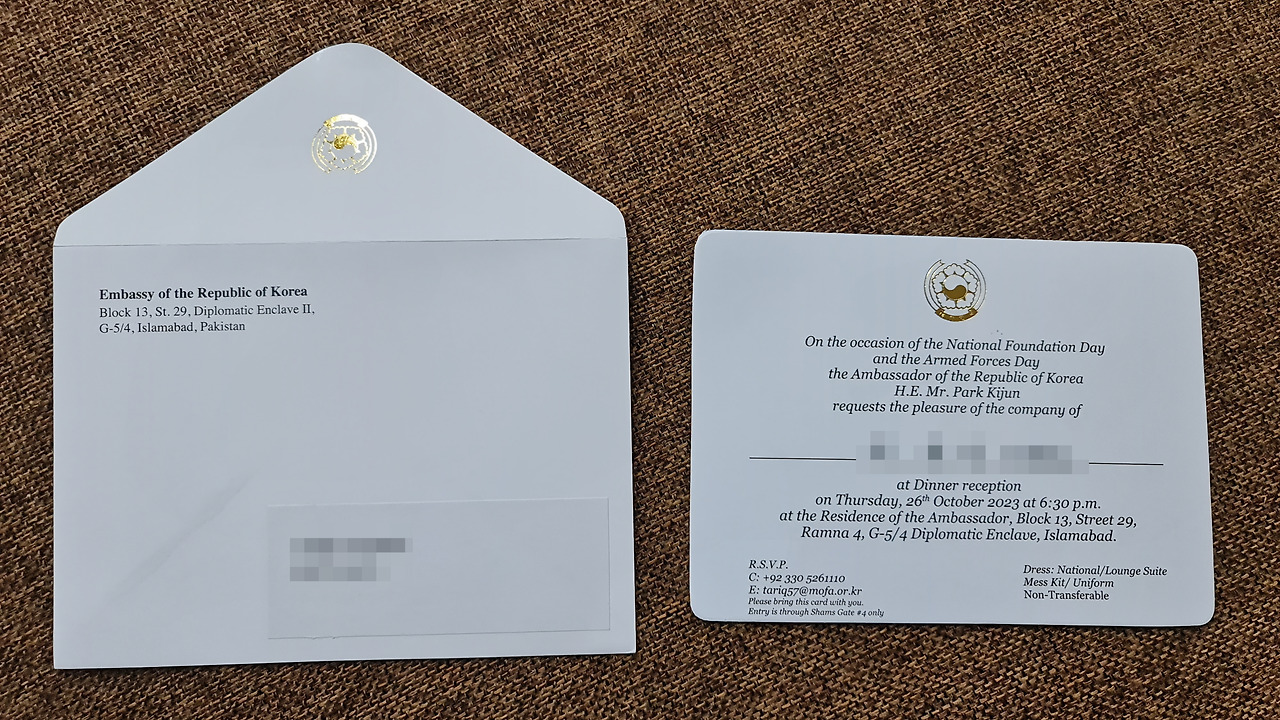 Embassy of the Republic of Korea
Block 13, St. 29, Diplomatic Enclave II,
G-5/4, Islamabad, Pakistan
On the occasion of the National Foundation Day
and the Armed Forces Day
the Ambassador of the Republic of Korea
H.E. Mr. Park Kijun
requests the pleasure of the company of
at Dinner reception
on Thursday, 26th October 2023 at 6:30 p.m.
at the Residence of the Ambassador, Block 13, Street 29,
Ramna 4, G-5/4 Diplomatic Enclave, Islamabad.
R.S.V.P.
C: +92 330 5261110
E: tariq57@mofa.or.kr
Please bring this card with you.
Entry is through Shams Gate #4 only
Dress: National/Lounge Suite
Mess Kit/ Uniform
Non-Transferable